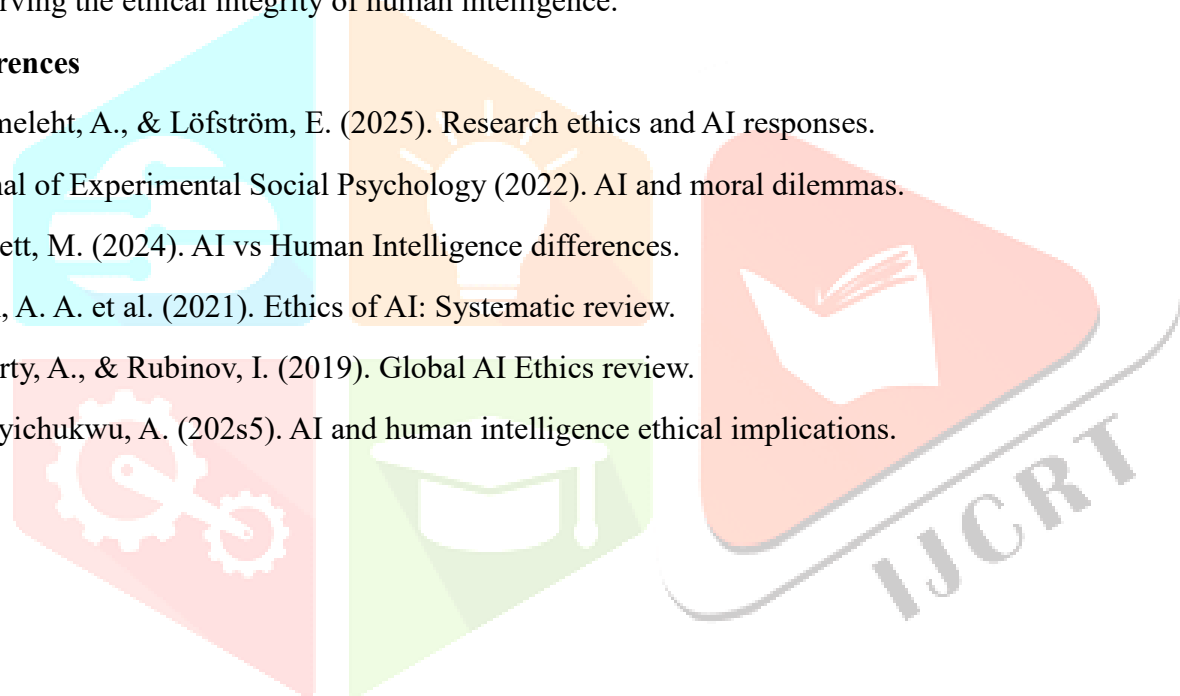 rving the ethical integrity of human intelligence.
rences
neleht, A., & Löfström, E. (2025). Research ethics and AI responses.
nal of Experimental Social Psychology (2022). AI and moral dilemmas.
ett, M. (2024). AI vs Human Intelligence differences.
, A. A. et al. (2021). Ethics of AI: Systematic review.
rty, A., & Rubinov, I. (2019). Global AI Ethics review.
yichukwu, A. (202s5). AI and human intelligence ethical implications.
IJCRT